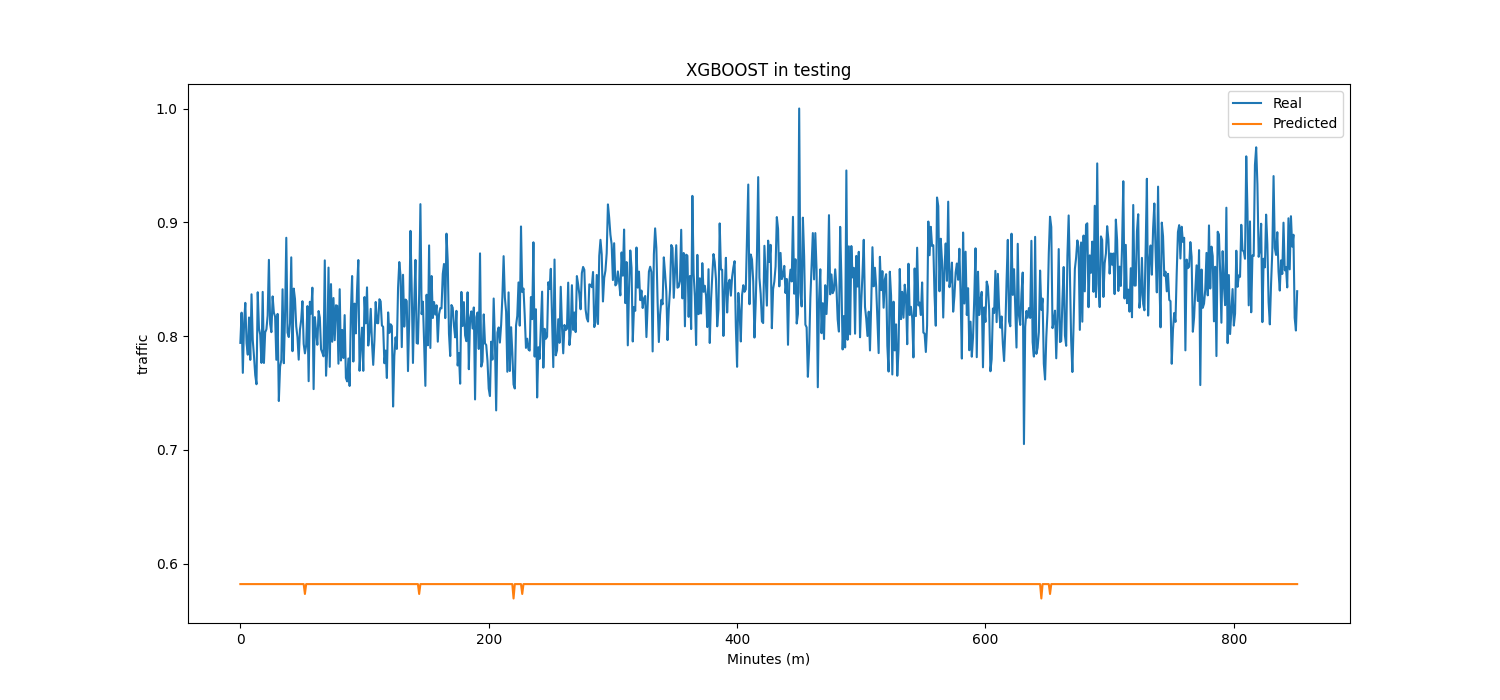 XGBOOST in testing
Real
Predicted
1.0
0.9
0.8
0.7
0.6
traffic
0 200 400 600 800
Minutes (m)